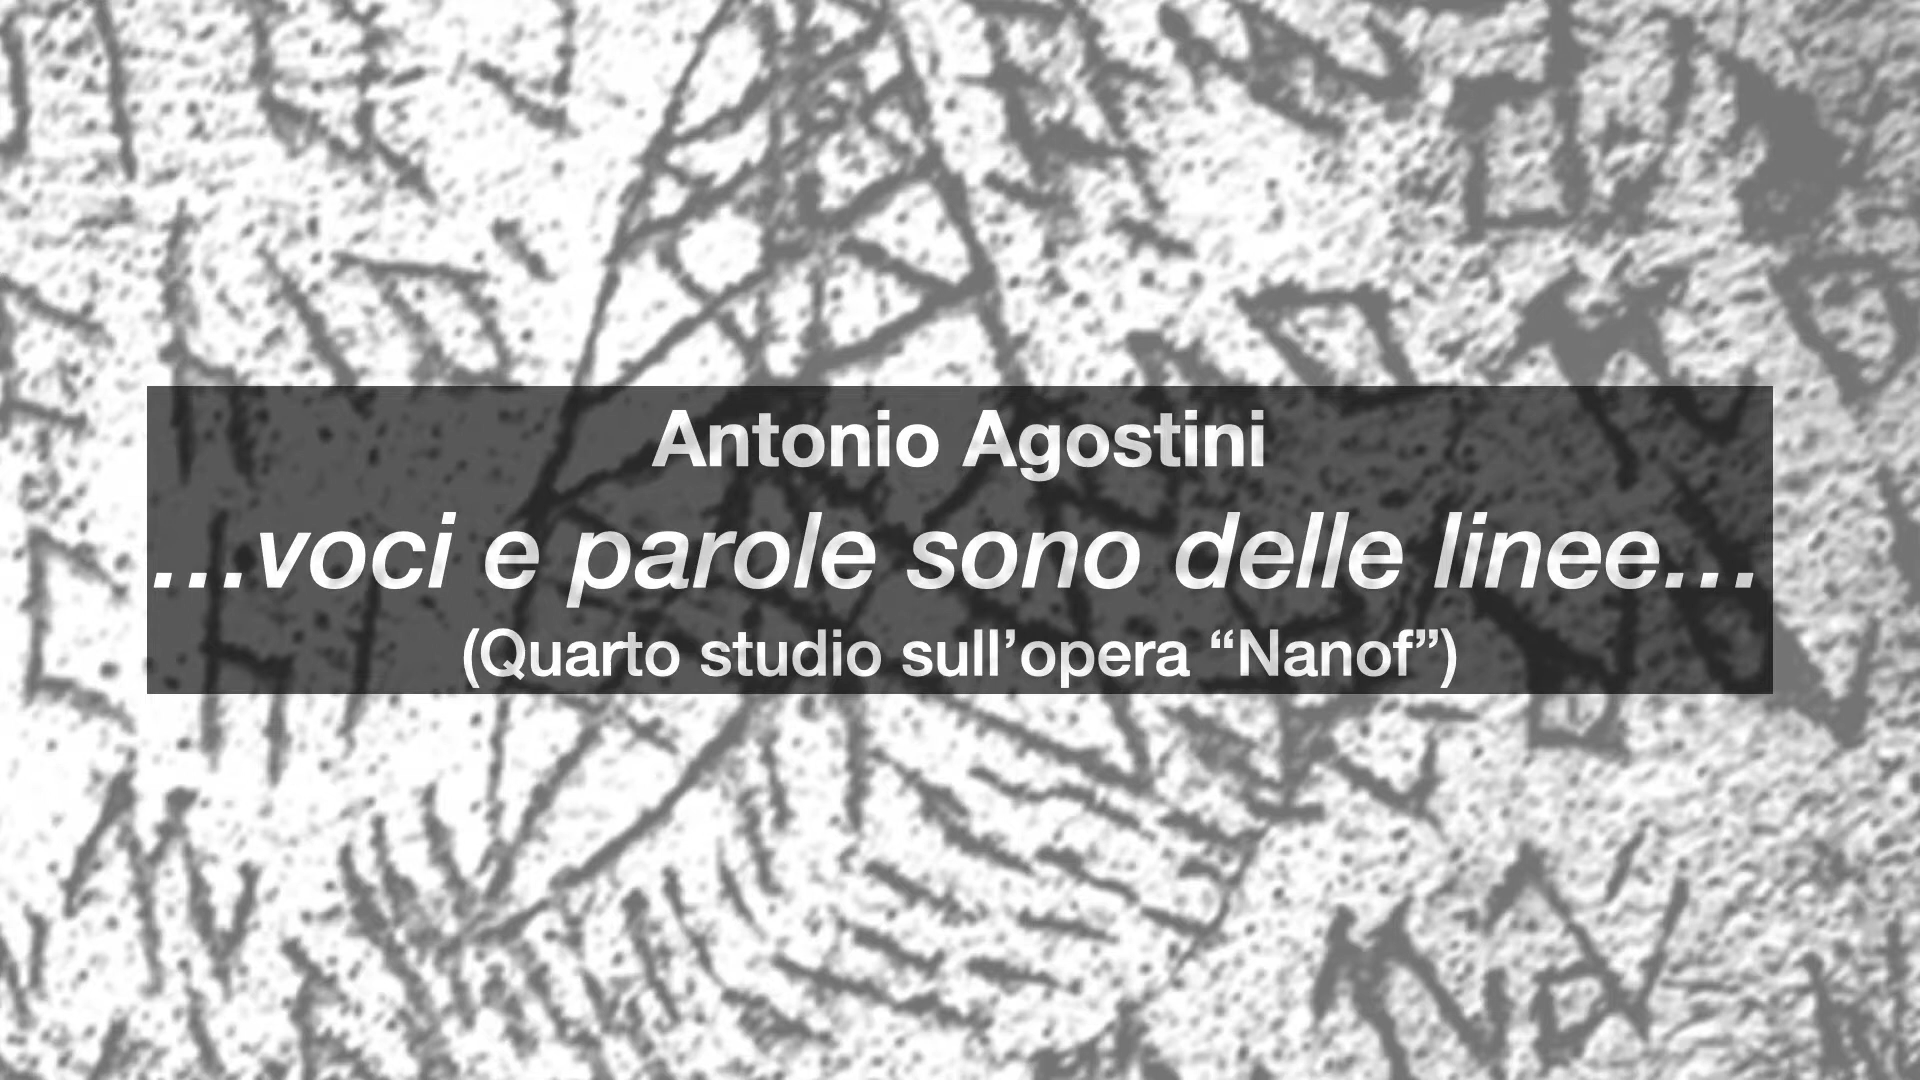 Antonio Agostini
…voci e parole sono delle linee…
(Quarto studio sull’opera “Nanof”)